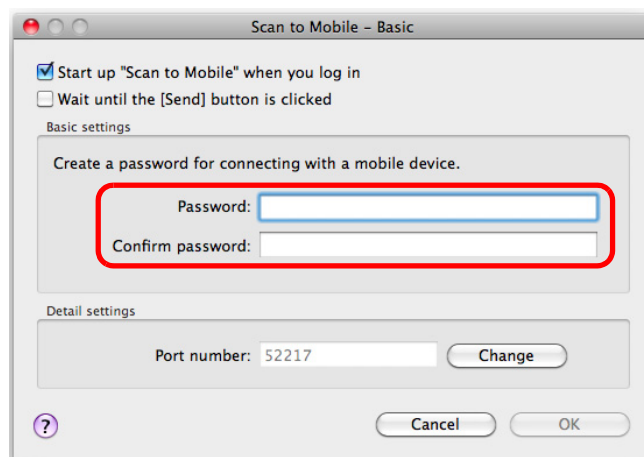 Scan to Mobile – Basic
Start up "Scan to Mobile" when you log in
Wait until the [Send] button is clicked
Basic settings
Create a password for connecting with a mobile device.
Password:
Confirm password:
Detail settings
Port number: 52217 Change
? Cancel OK